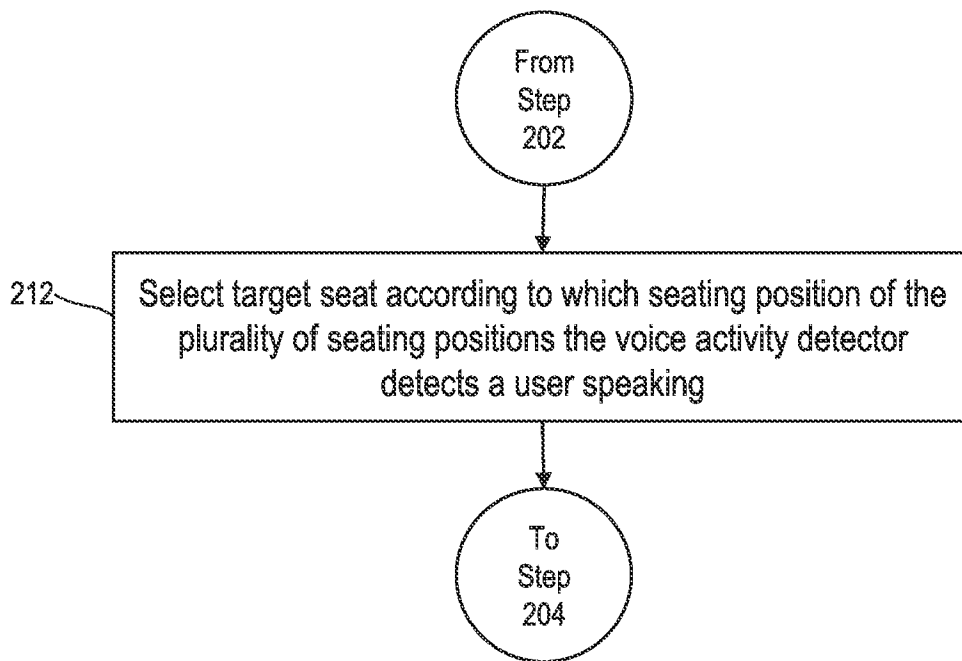 From
Step
202
212
Select target seat according to which seating position of the
plurality of seating positions the voice activity detector
detects a user speaking
To
Step
204